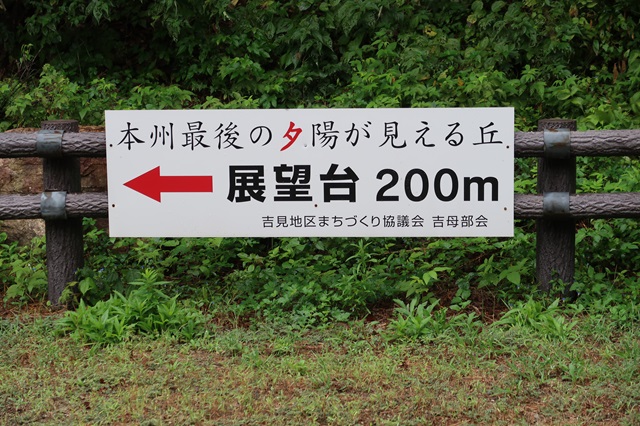 本州最後の夕陽が見える丘
展望台 200m
吉見地区まちづくり協議会 吉母部会